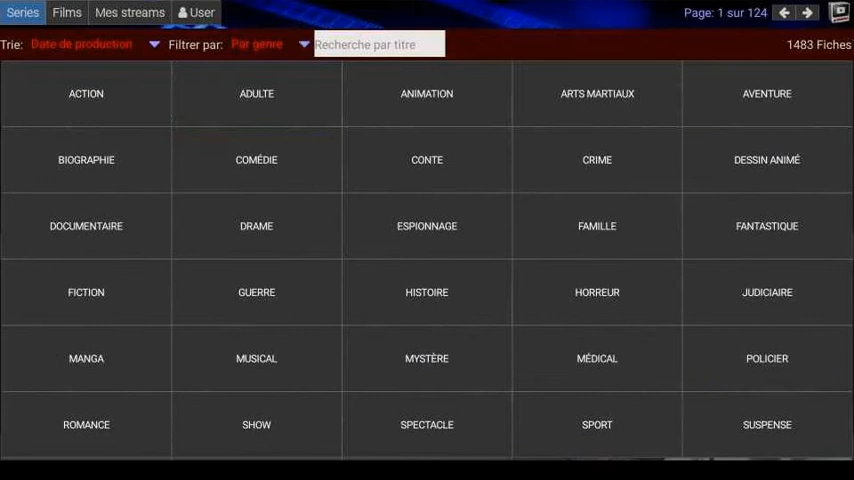 Series Films Mes streams User Page: 1 sur 124
Trie: Date de production Filtrer par: Par genre Recherche par titre 1483 Fiches
ACTION ADULTE ANIMATION ARTS MARTIAUX AVENTURE
BIOGRAPHIE COMÉDIE CONTE CRIME DESSIN ANIMÉ
DOCUMENTAIRE DRAME ESPIONNAGE FAMILLE FANTASTIQUE
FICTION GUERRE HISTOIRE HORREUR JUDICIAIRE
MANGA MUSICAL MYSTÈRE MÉDICAL POLICIER
ROMANCE SHOW SPECTACLE SPORT SUSPENSE